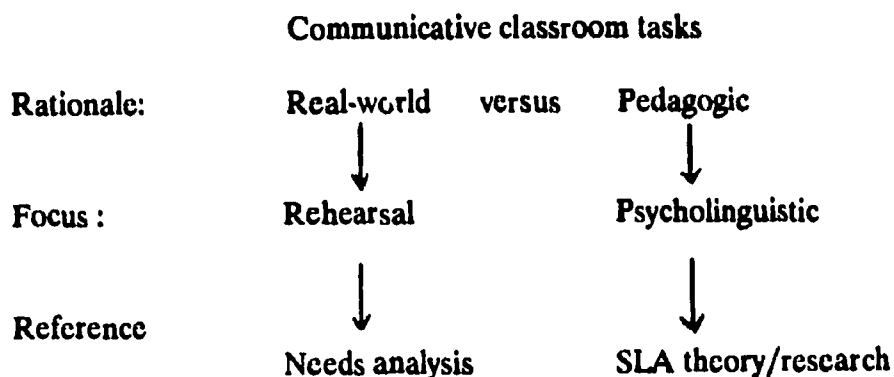 Communicative classroom tasks
Rationale: Real-world versus Pedagogic
Focus : Rehearsal Psycholinguistic
Reference
Needs analysis SLA theory/research